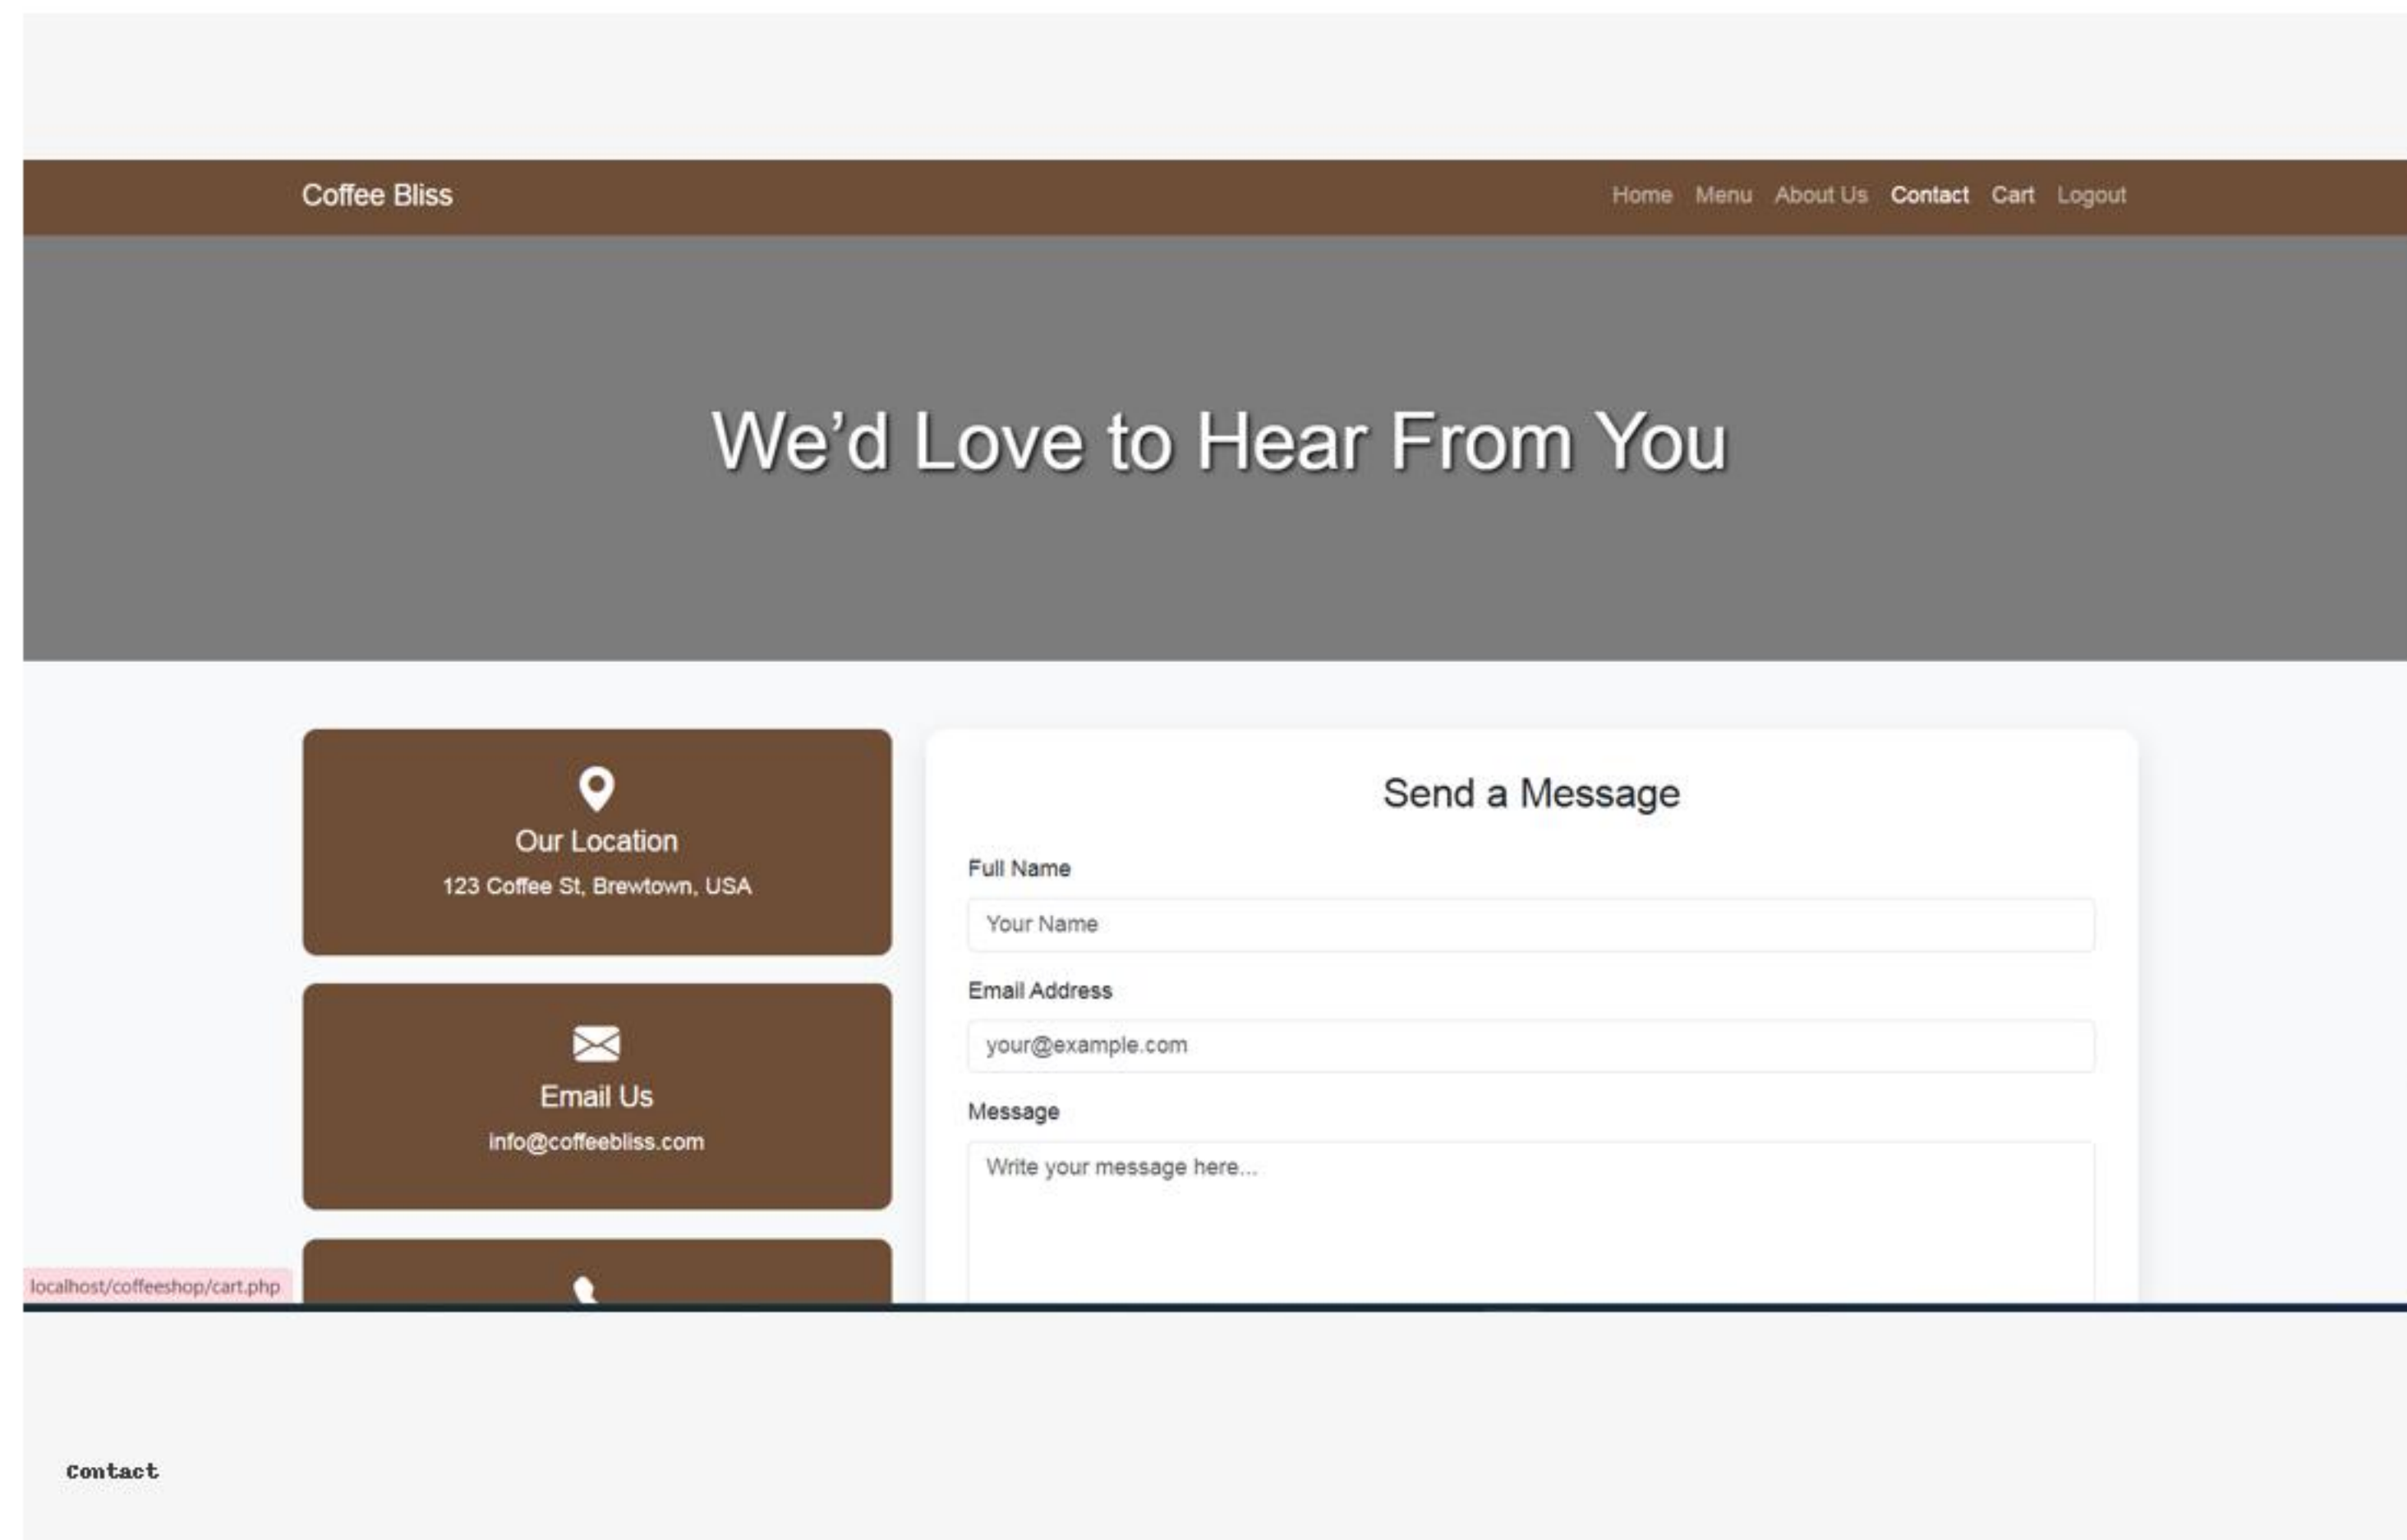 Coffee Bliss
Home Menu About Us Contact Cart Logout
We’d Love to Hear From You
Our Location
123 Coffee St, Brewtown, USA
Email Us
info@coffeebliss.com
Send a Message
Full Name
Your Name
Email Address
your@example.com
Message
Write your message here...
localhost/coffeeshop/cart.php
Contact